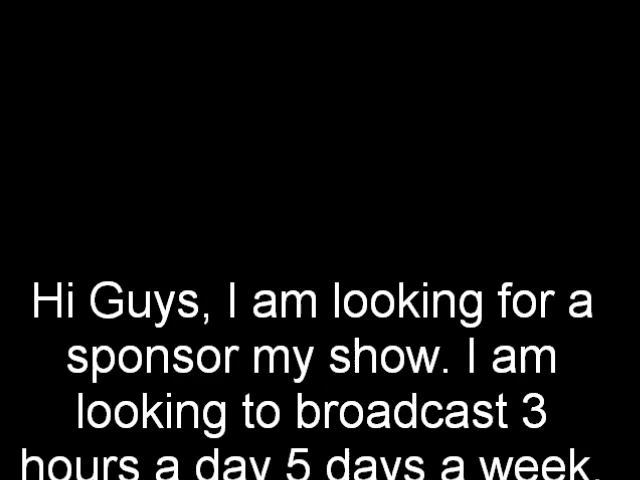 Hi Guys, I am looking for a
sponsor my show. I am
looking to broadcast 3
hours a day 5 days a week.